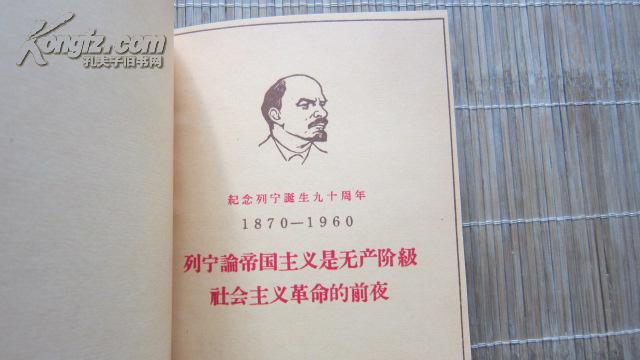 Kongfz.com
孔夫子旧书网
紀念列宁誕生九十周年
1870—1960
列宁論帝国主义是无产阶級
社会主义革命的前夜